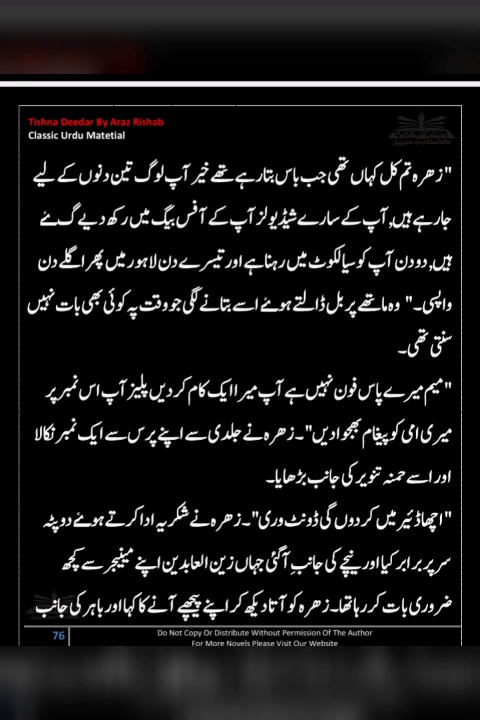 Tishna Deedar By Araz Rishab
Classic Urdu Matetial
"زھرہ تم کل کہاں تھی جب باس بتا رہے تھے خیر آپ لوگ تین دنوں کے لیے
جا رہے ہیں, آپ کے سارے شیڈیولز آپ کے آفس بیگ میں رکھ دیے گۓ
ہیں, دو دن آپ کو سیالکوٹ میں رہنا ہے اور تیسرے دن لاہور میں پھر اگلے دن
واپسی۔" وہ ماتھے پر بل ڈالتے ہوئے اسے بتانے لگی جو وقت پہ کوئی بھی بات نہیں
سنتی تھی۔
"میم میرے پاس فون نہیں ہے آپ میرا ایک کام کر دیں پلیز آپ اس نمبر پر
میری امی کو پیغام بھجوا دیں"۔ زھرہ نے جلدی سے اپنے پرس سے ایک نمبر نکالا
اور اسے حمنہ تنویر کی جانب بڑھایا۔
"اچھا ڈئیر میں کر دوں گی ڈونٹ وری"۔ زھرہ نے شکریہ ادا کرتے ہوئے دوپٹہ
سر پر برابر کیا اور نیچے کی جانبِ آ گئی جہاں زین العابدین اپنے مینیجر سے کچھ
ضروری بات کر رہا تھا۔ زھرہ کو آتا دیکھ کر اپنے پیچھے آنے کا کہا اور باہر کی جانب
76
Do Not Copy Or Distribute Without Permission Of The Author
For More Novels Please Visit Our Website